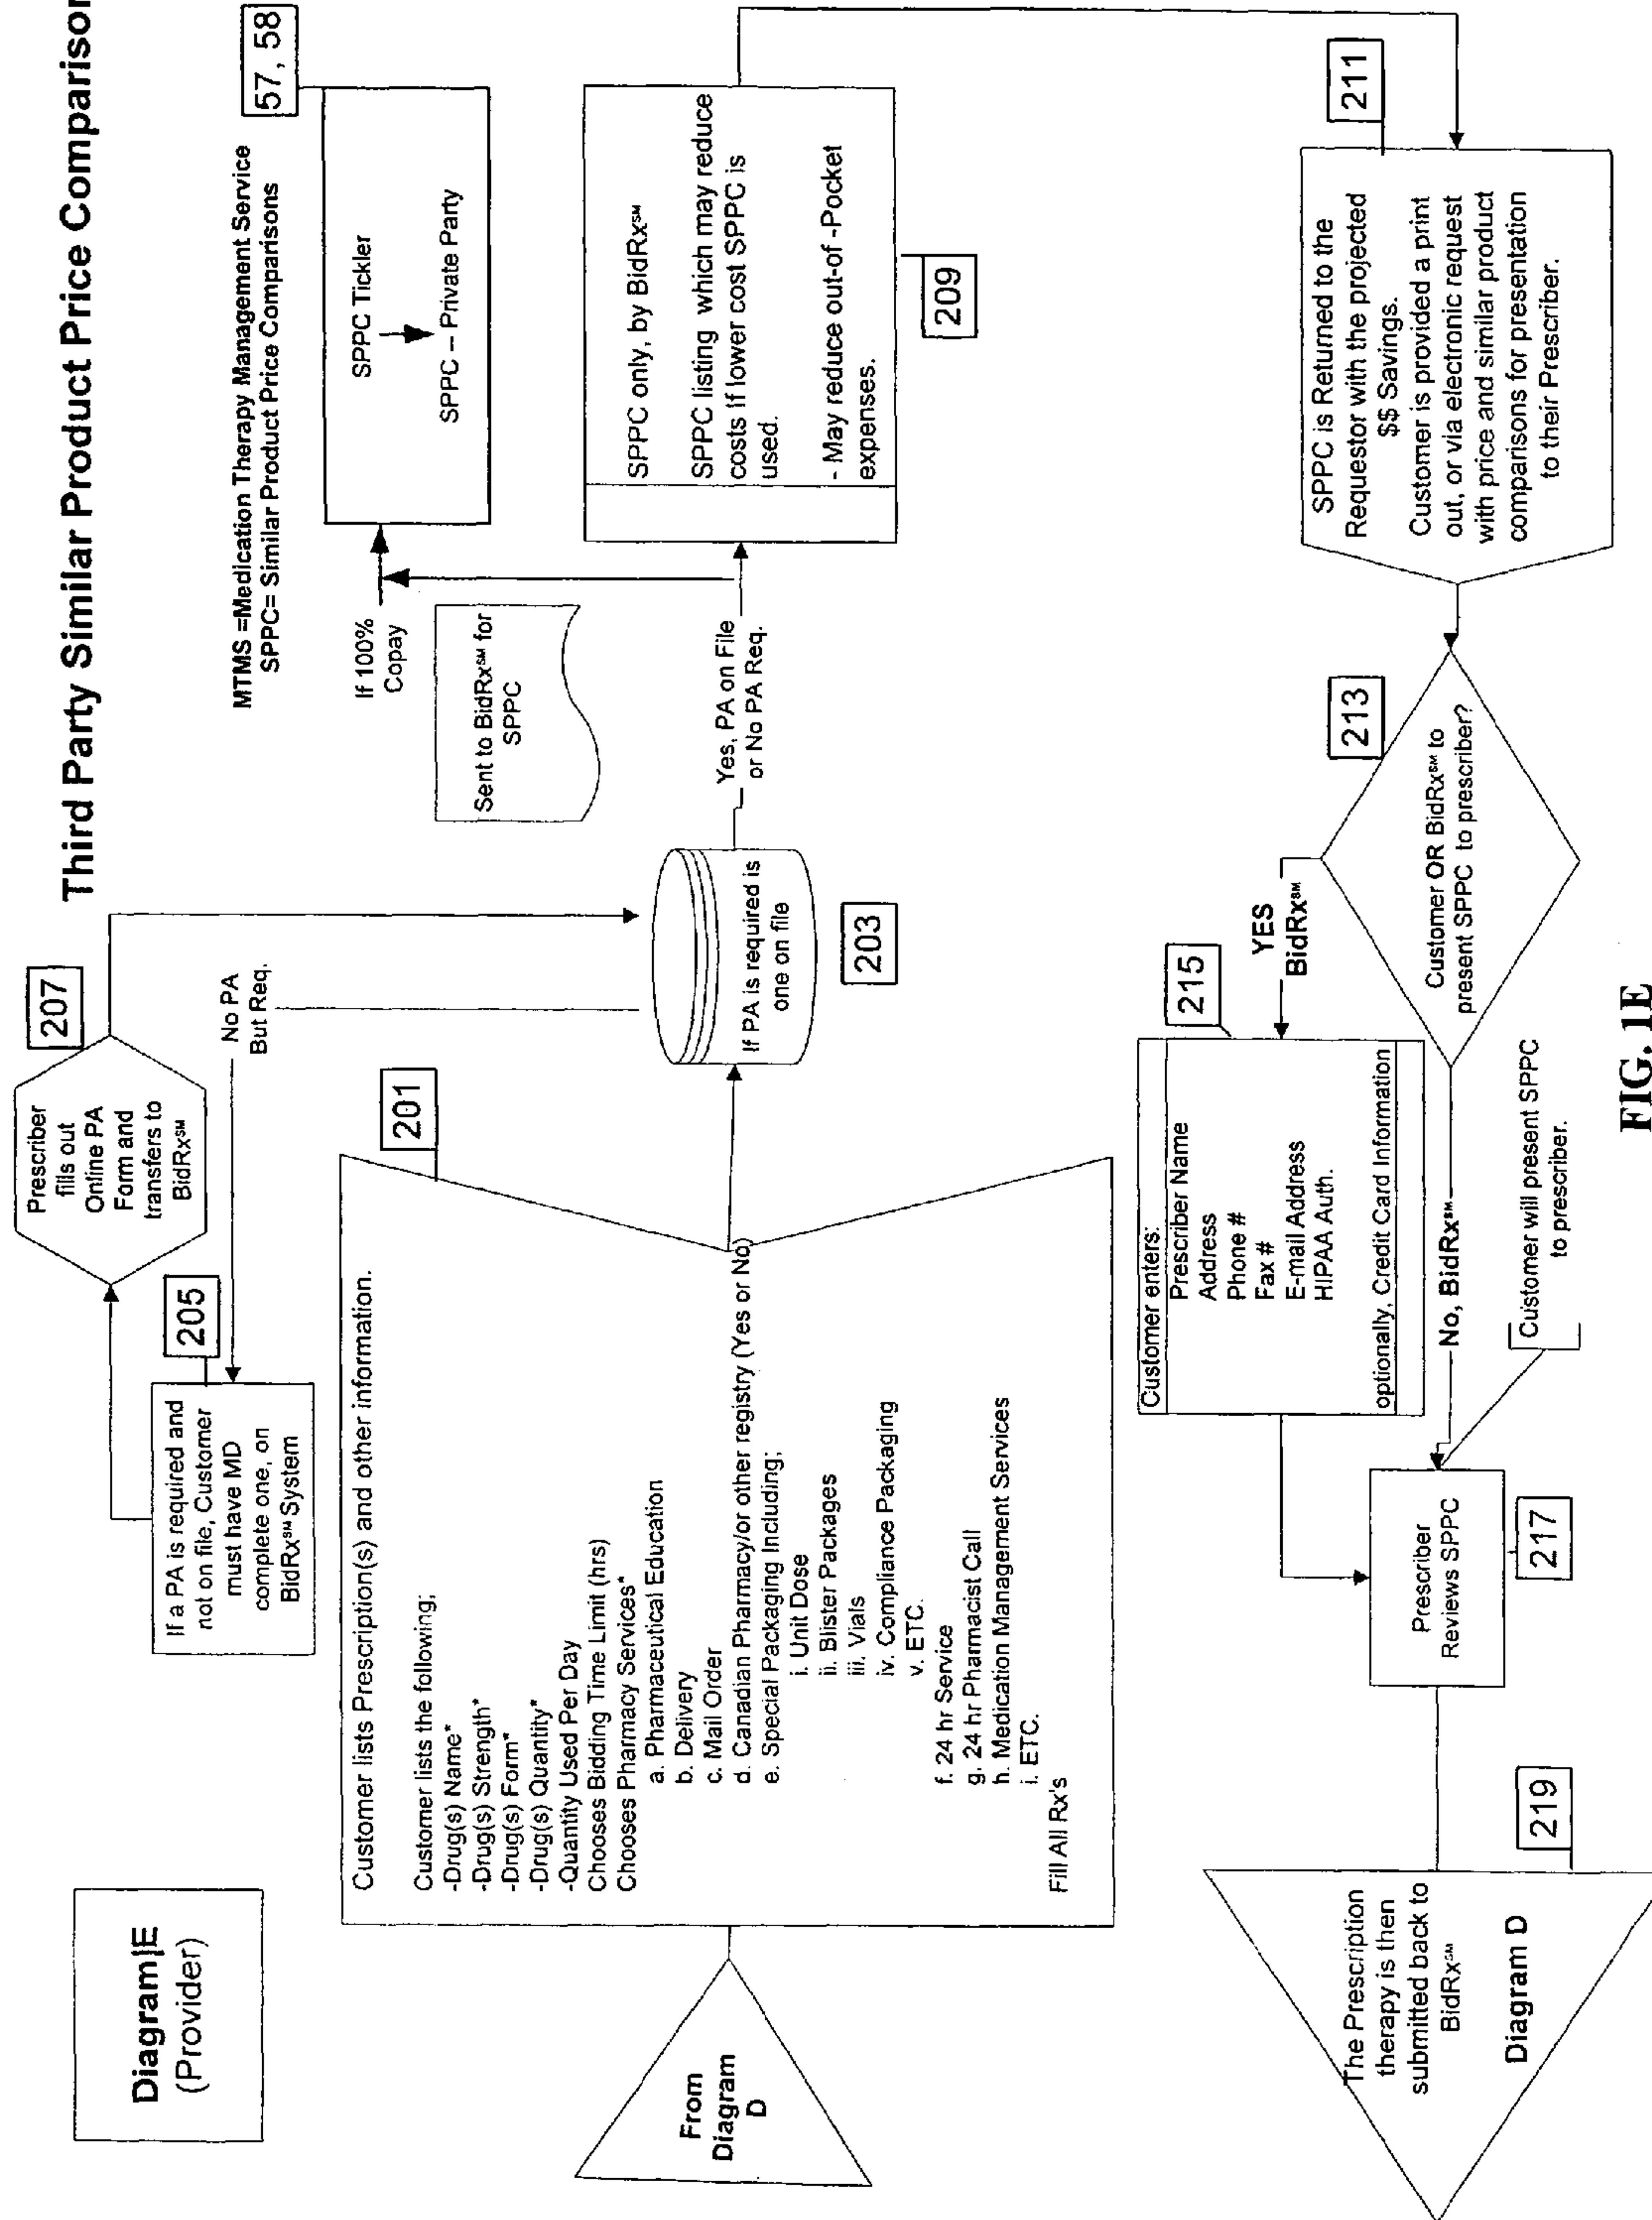 Third Party Similar Product Price Comparison
Diagram|E
(Provider)
MTMS =Medication Therapy Management Service
SPPC= Similar Product Price Comparisons
57, 58
SPPC Tickler
SPPC – Private Party
If 100%
Copay
Sent to BidRx℠ for
SPPC
207
Prescriber
fills out
Online PA
Form and
transfers to
BidRx℠
No PA
But Req.
205
If a PA is required and
not on file, Customer
must have MD
complete one, on
BidRx℠ System
From
Diagram
D
201
Customer lists Prescription(s) and other information.
Customer lists the following;
-Drug(s) Name*
-Drug(s) Strength*
-Drug(s) Form*
-Drug(s) Quantity*
-Quantity Used Per Day
Chooses Bidding Time Limit (hrs)
Chooses Pharmacy Services*
a. Pharmaceutical Education
b. Delivery
c. Mail Order
d. Canadian Pharmacy/or other registry (Yes or No)
e. Special Packaging Including;
i. Unit Dose
ii. Blister Packages
iii. Vials
iv. Compliance Packaging
v. ETC.
f. 24 hr Service
g. 24 hr Pharmacist Call
h. Medication Management Services
i. ETC.
Fill All Rx's
If PA is required is
one on file
203
Yes, PA on File
or No PA Req.
SPPC only, by BidRx℠
SPPC listing which may reduce
costs if lower cost SPPC is
used.
- May reduce out-of -Pocket
expenses.
209
211
SPPC is Returned to the
Requestor with the projected
$$ Savings.
Customer is provided a print
out, or via electronic request
with price and similar product
comparisons for presentation
to their Prescriber.
213
Customer OR BidRx℠ to
present SPPC to prescriber?
YES
BidRx℠
215
Customer enters:
Prescriber Name
Address
Phone #
Fax #
E-mail Address
HIPAA Auth.
optionally, Credit Card Information
No, BidRx℠
Customer will present SPPC
to prescriber.
Prescriber
Reviews SPPC
217
219
The Prescription
therapy is then
submitted back to
BidRx℠
Diagram D
FIG. 1E